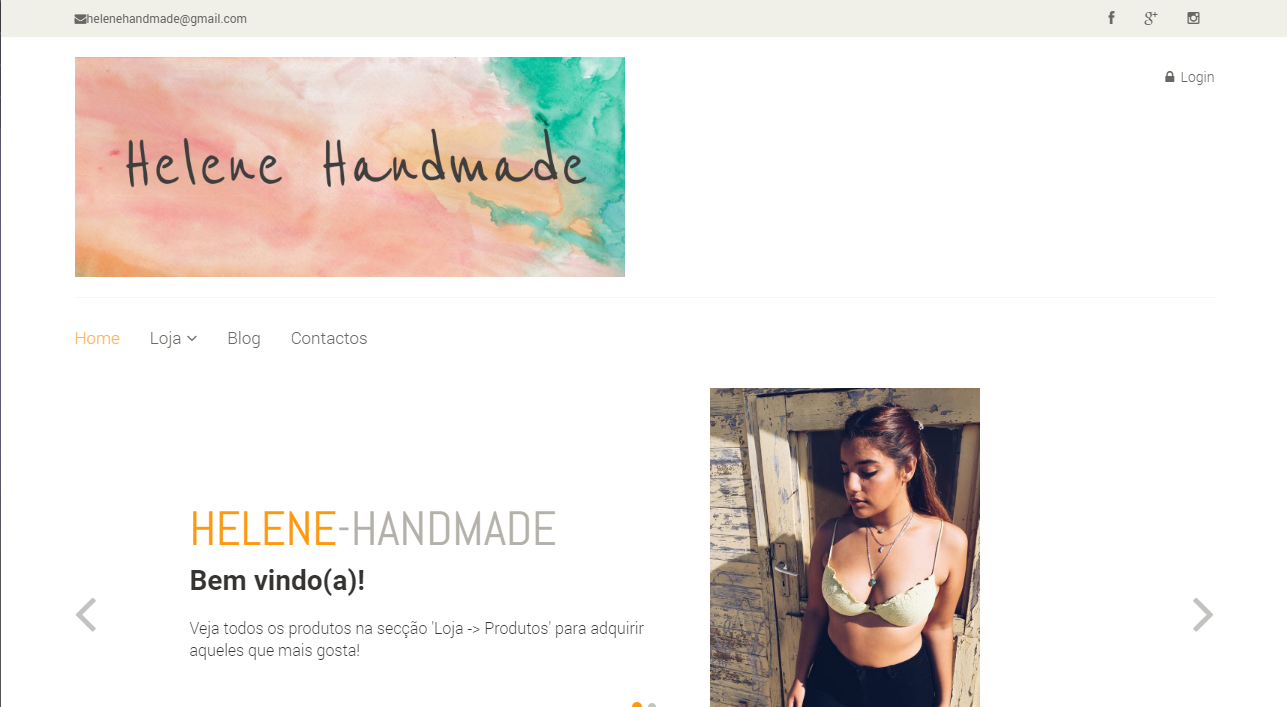 helenehandmade@gmail.com
Login
Helene Handmade
Home Loja Blog Contactos
HELENE-HANDMADE
Bem vindo(a)!
Veja todos os produtos na secção 'Loja -> Produtos' para adquirir
aqueles que mais gosta!